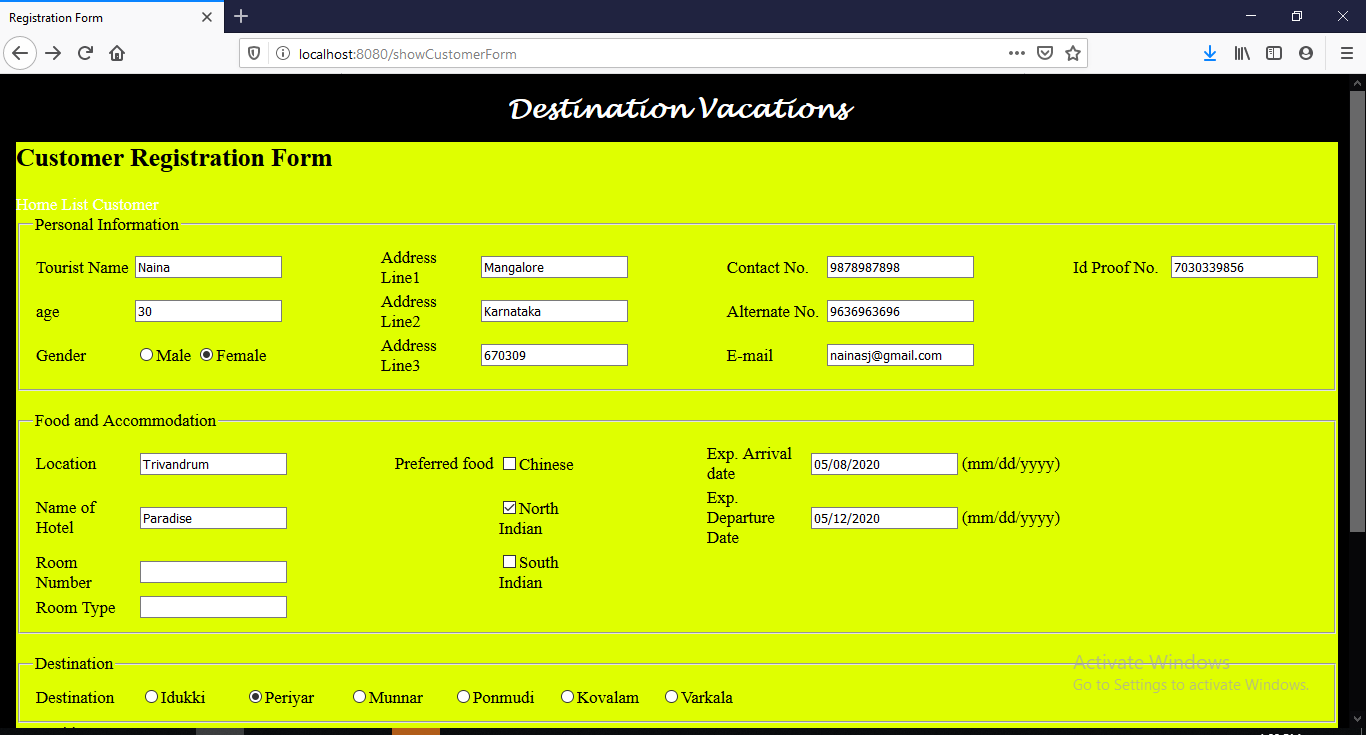 Registration Form
localhost:8080/showCustomerForm
Destination Vacations
Customer Registration Form
Home List Customer
Personal Information
Tourist Name Naina Address Line1 Mangalore Contact No. 9878987898 Id Proof No. 7030339856
age 30 Address Line2 Karnataka Alternate No. 9636963696
Gender Male Female Address Line3 670309 E-mail nainasj@gmail.com
Food and Accommodation
Location Trivandrum Preferred food Chinese Exp. Arrival date 05/08/2020 (mm/dd/yyyy)
Name of Hotel Paradise North Indian Exp. Departure Date 05/12/2020 (mm/dd/yyyy)
Room Number South Indian
Room Type
Destination
Destination Idukki Periyar Munnar Ponmudi Kovalam Varkala
Activate Windows
Go to Settings to activate Windows.